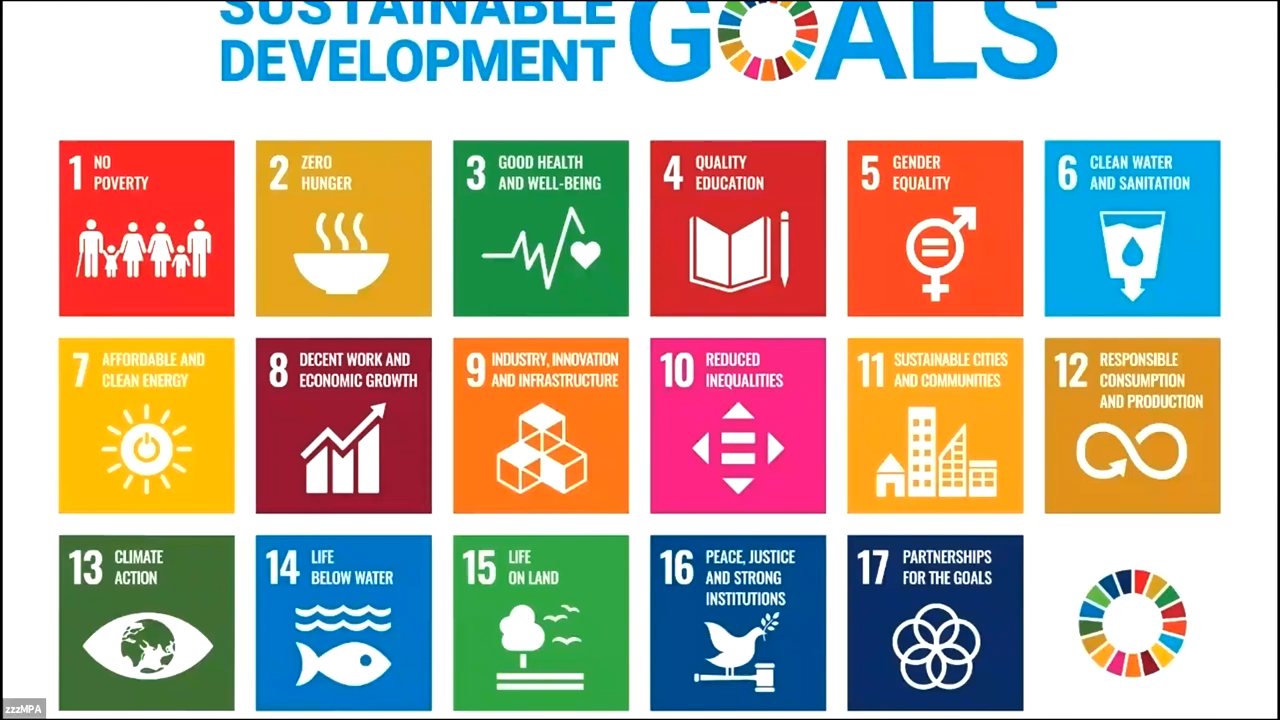 SUSTAINABLE
DEVELOPMENT
GOALS
1 NO
POVERTY
2 ZERO
HUNGER
3 GOOD HEALTH
AND WELL-BEING
4 QUALITY
EDUCATION
5 GENDER
EQUALITY
6 CLEAN WATER
AND SANITATION
7 AFFORDABLE AND
CLEAN ENERGY
8 DECENT WORK AND
ECONOMIC GROWTH
9 INDUSTRY, INNOVATION
AND INFRASTRUCTURE
10 REDUCED
INEQUALITIES
11 SUSTAINABLE CITIES
AND COMMUNITIES
12 RESPONSIBLE
CONSUMPTION
AND PRODUCTION
13 CLIMATE
ACTION
14 LIFE
BELOW WATER
15 LIFE
ON LAND
16 PEACE, JUSTICE
AND STRONG
INSTITUTIONS
17 PARTNERSHIPS
FOR THE GOALS
zzzMPA